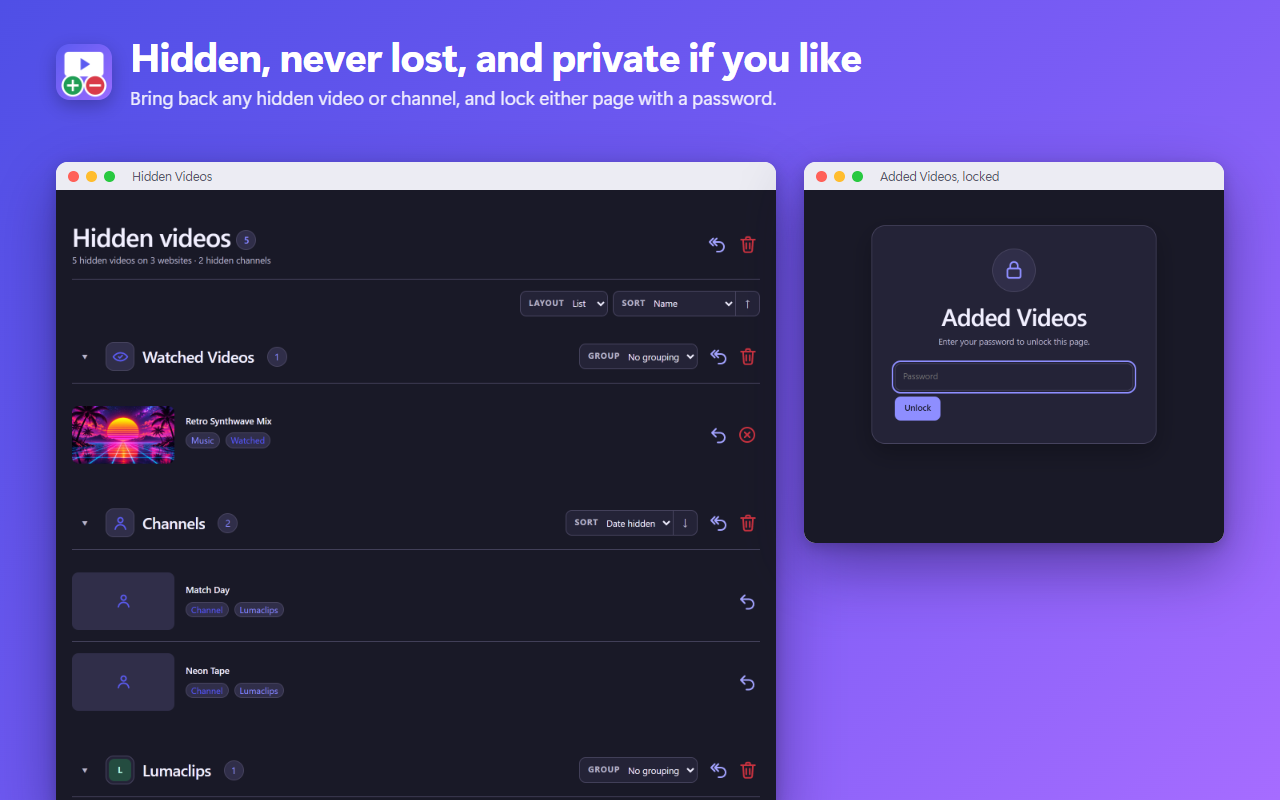 Hidden, never lost, and private if you like
Bring back any hidden video or channel, and lock either page with a password.
Hidden Videos
Hidden videos 5
5 hidden videos on 3 websites · 2 hidden channels
LAYOUT List SORT Name ↑
Watched Videos 1 GROUP No grouping
Retro Synthwave Mix
Music Watched
Channels 2 SORT Date hidden ↓
Match Day
Channel Lumaclips
Neon Tape
Channel Lumaclips
L Lumaclips 1 GROUP No grouping
Added Videos, locked
Added Videos
Enter your password to unlock this page.
Password
Unlock